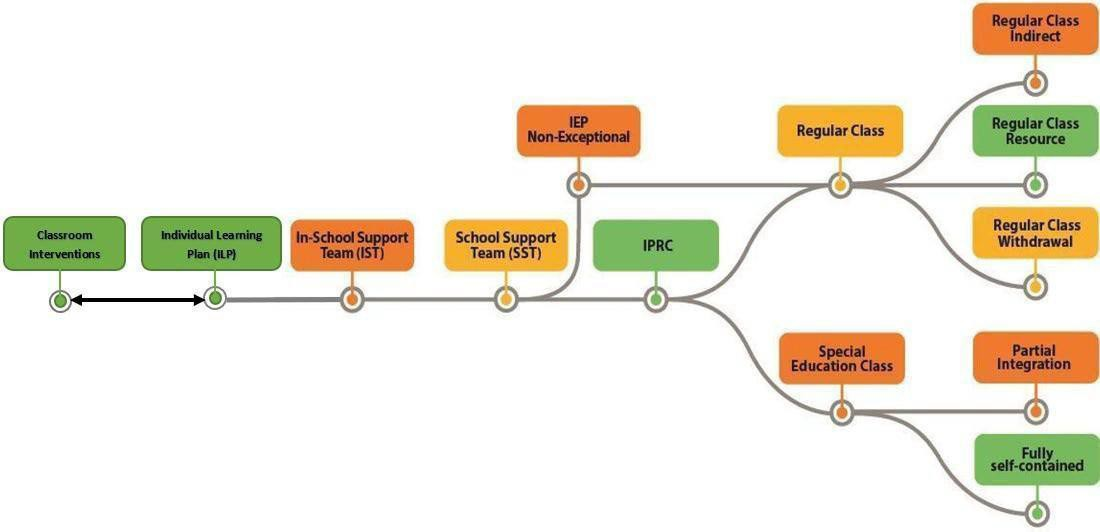 Classroom
Interventions
Individual Learning
Plan (ILP)
In-School Support
Team (IST)
School Support
Team (SST)
IEP
Non-Exceptional
IPRC
Regular Class
Regular Class
Indirect
Regular Class
Resource
Regular Class
Withdrawal
Special
Education Class
Partial
Integration
Fully
self-contained